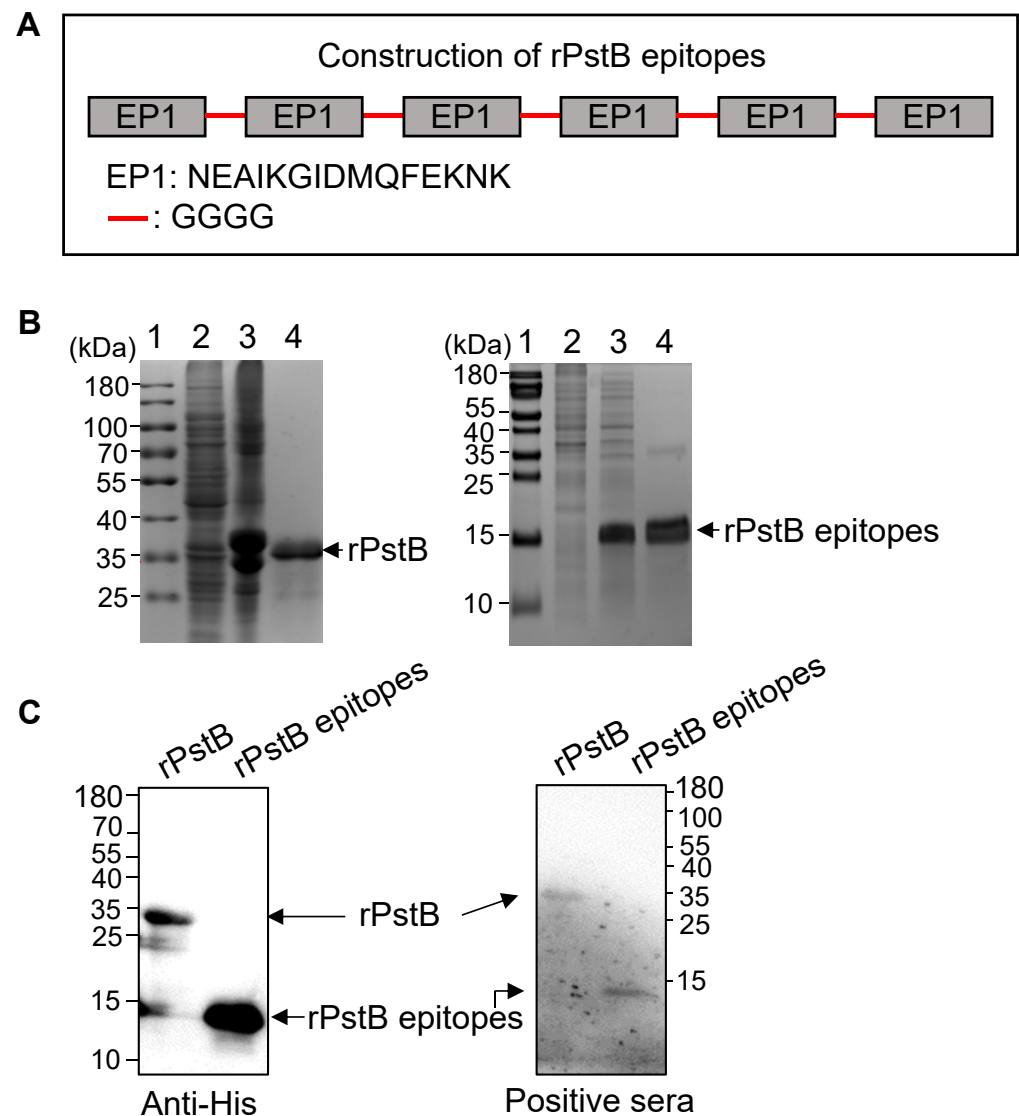 A
Construction of rPstB epitopes
EP1 EP1 EP1 EP1 EP1 EP1
EP1: NEAIKGIDMQFEKNK
: GGGG
B
(kDa) 1 2 3 4
180
100
70
55
40
35
25
rPstB
(kDa) 1 2 3 4
180
55
40
35
25
15
10
rPstB epitopes
C
rPstB
rPstB epitopes
180
70
55
40
35
25
15
10
Anti-His
rPstB
rPstB epitopes
rPstB
rPstB epitopes
180
100
55
40
35
25
15
Positive sera